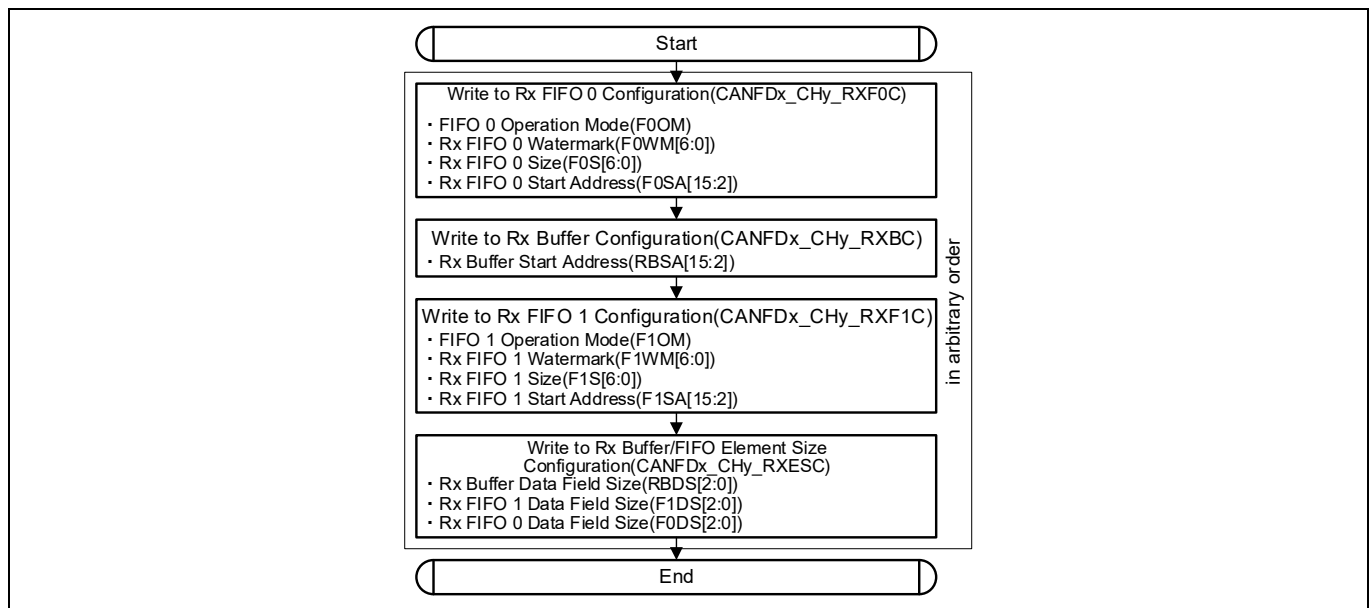 Start
Write to Rx FIFO 0 Configuration(CANFDx_CHy_RXF0C)
・FIFO 0 Operation Mode(F0OM)
・Rx FIFO 0 Watermark(F0WM[6:0])
・Rx FIFO 0 Size(F0S[6:0])
・Rx FIFO 0 Start Address(F0SA[15:2])
Write to Rx Buffer Configuration(CANFDx_CHy_RXBC)
・Rx Buffer Start Address(RBSA[15:2])
Write to Rx FIFO 1 Configuration(CANFDx_CHy_RXF1C)
・FIFO 1 Operation Mode(F1OM)
・Rx FIFO 1 Watermark(F1WM[6:0])
・Rx FIFO 1 Size(F1S[6:0])
・Rx FIFO 1 Start Address(F1SA[15:2])
Write to Rx Buffer/FIFO Element Size
Configuration(CANFDx_CHy_RXESC)
・Rx Buffer Data Field Size(RBDS[2:0])
・Rx FIFO 1 Data Field Size(F1DS[2:0])
・Rx FIFO 0 Data Field Size(F0DS[2:0])
in arbitrary order
End